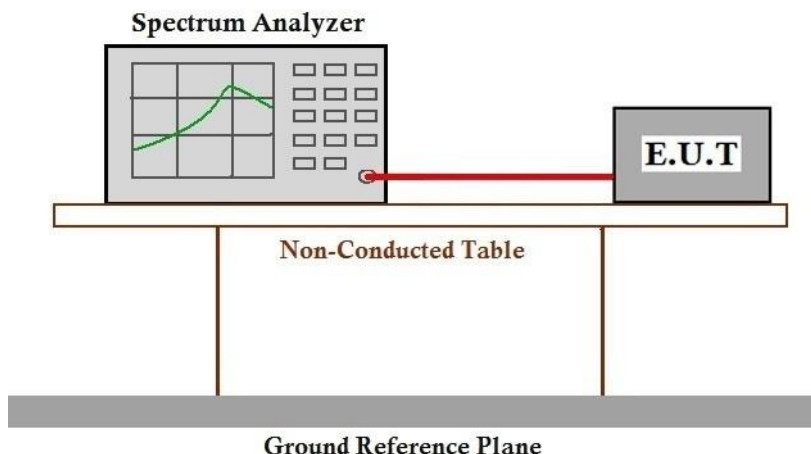 Spectrum Analyzer
E.U.T
Non-Conducted Table
Ground Reference Plane